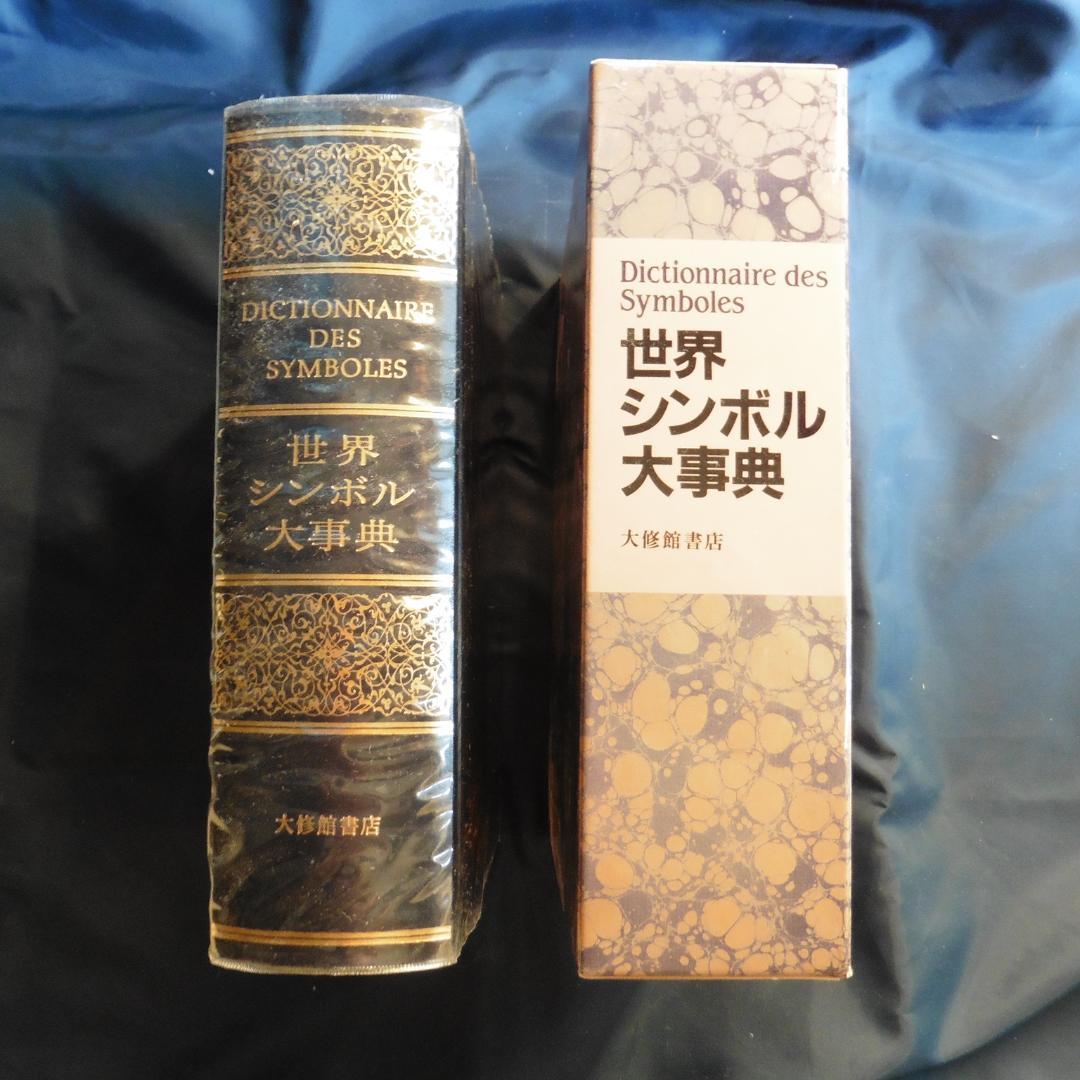 DICTIONNAIRE
DES
SYMBOLES
世界
シンボル
大事典
大修館書店
Dictionnaire des
Symboles
世界
シンボル
大事典
大修館書店